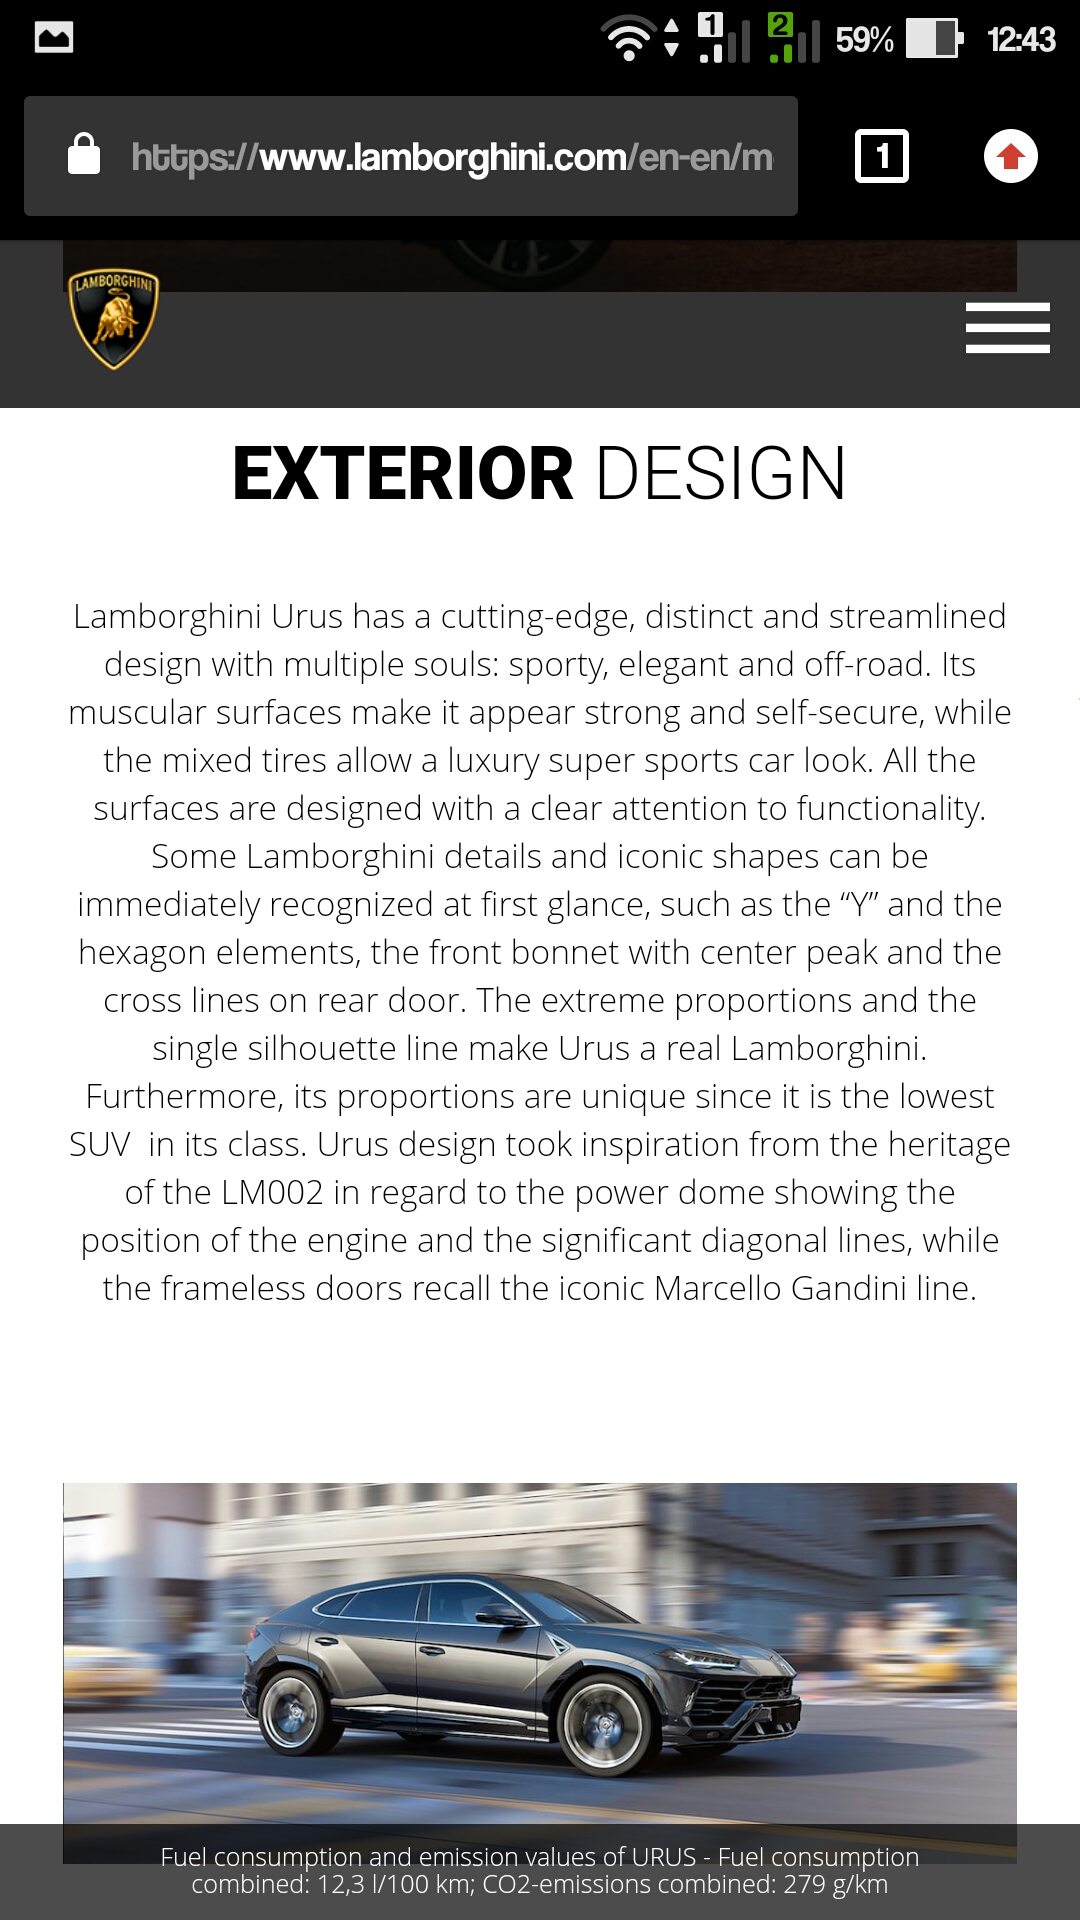 1
2
59%
12:43
https://www.lamborghini.com/en-en/m
1
LAMBORGHINI
EXTERIOR DESIGN
Lamborghini Urus has a cutting-edge, distinct and streamlined
design with multiple souls: sporty, elegant and off-road. Its
muscular surfaces make it appear strong and self-secure, while
the mixed tires allow a luxury super sports car look. All the
surfaces are designed with a clear attention to functionality.
Some Lamborghini details and iconic shapes can be
immediately recognized at first glance, such as the “Y” and the
hexagon elements, the front bonnet with center peak and the
cross lines on rear door. The extreme proportions and the
single silhouette line make Urus a real Lamborghini.
Furthermore, its proportions are unique since it is the lowest
SUV  in its class. Urus design took inspiration from the heritage
of the LM002 in regard to the power dome showing the
position of the engine and the significant diagonal lines, while
the frameless doors recall the iconic Marcello Gandini line.
Fuel consumption and emission values of URUS - Fuel consumption
combined: 12,3 l/100 km; CO2-emissions combined: 279 g/km